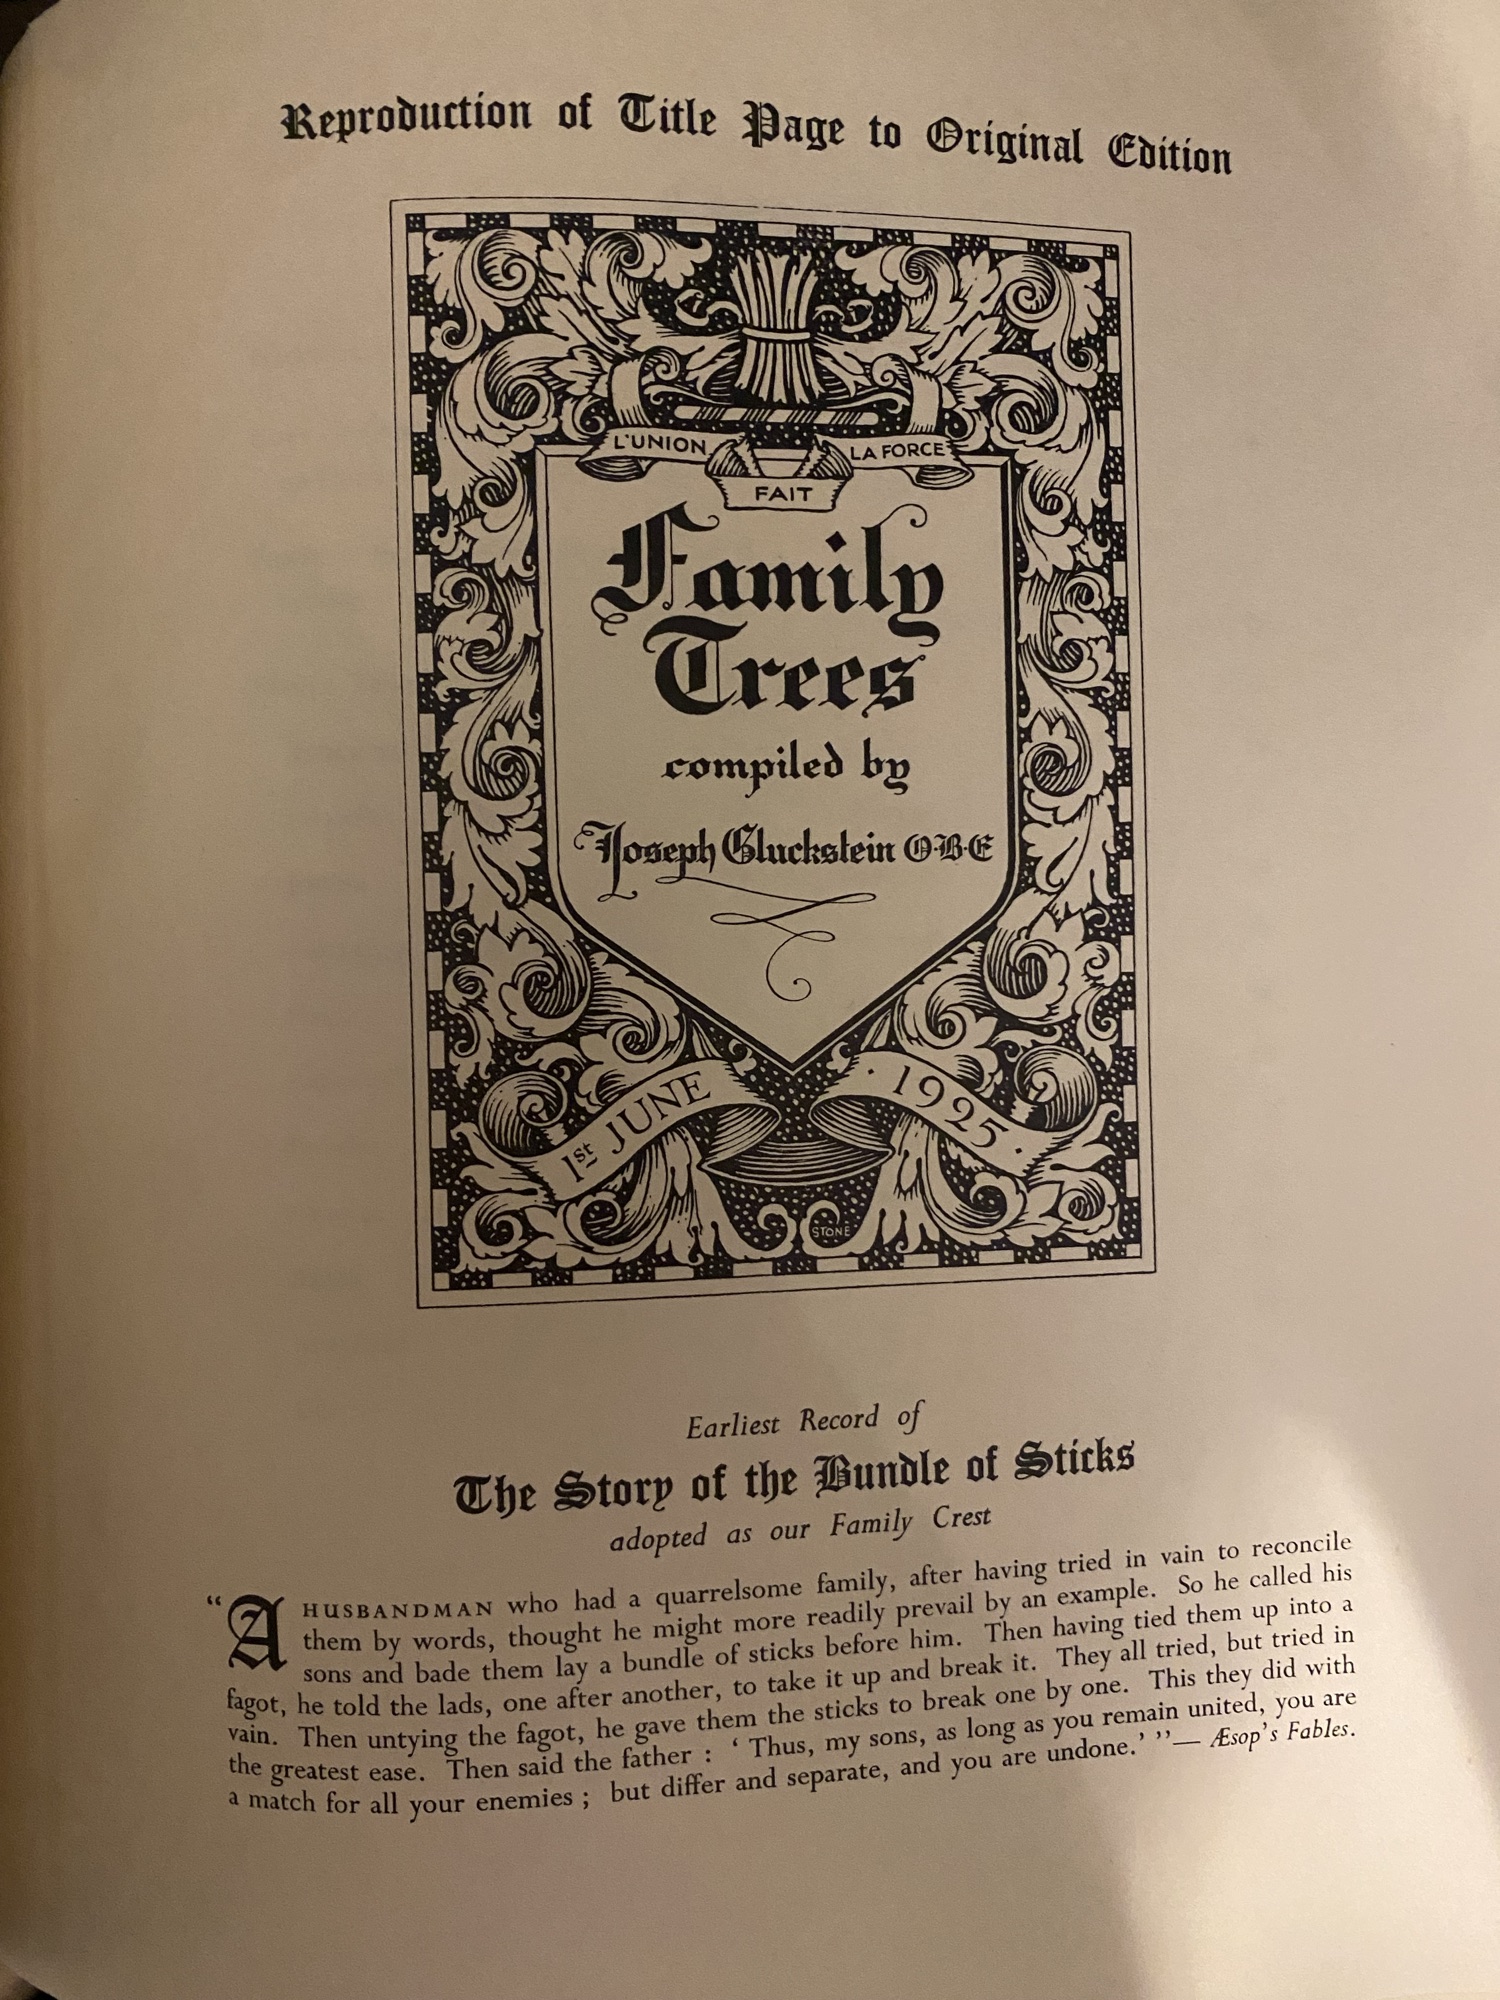 Reproduction of Title Page to Original Edition
L'UNION
FAIT
LA FORCE
Family
Trees
compiled by
Joseph Gluckstein O·B·E
1st JUNE
· 1925 ·
STONE
Earliest Record of
The Story of the Bundle of Sticks
adopted as our Family Crest
“A HUSBANDMAN who had a quarrelsome family, after having tried in vain to reconcile
them by words, thought he might more readily prevail by an example. So he called his
sons and bade them lay a bundle of sticks before him. Then having tied them up into a
fagot, he told the lads, one after another, to take it up and break it. They all tried, but tried in
vain. Then untying the fagot, he gave them the sticks to break one by one. This they did with
the greatest ease. Then said the father : ‘ Thus, my sons, as long as you remain united, you are
a match for all your enemies ; but differ and separate, and you are undone.’ ”— Æsop’s Fables.